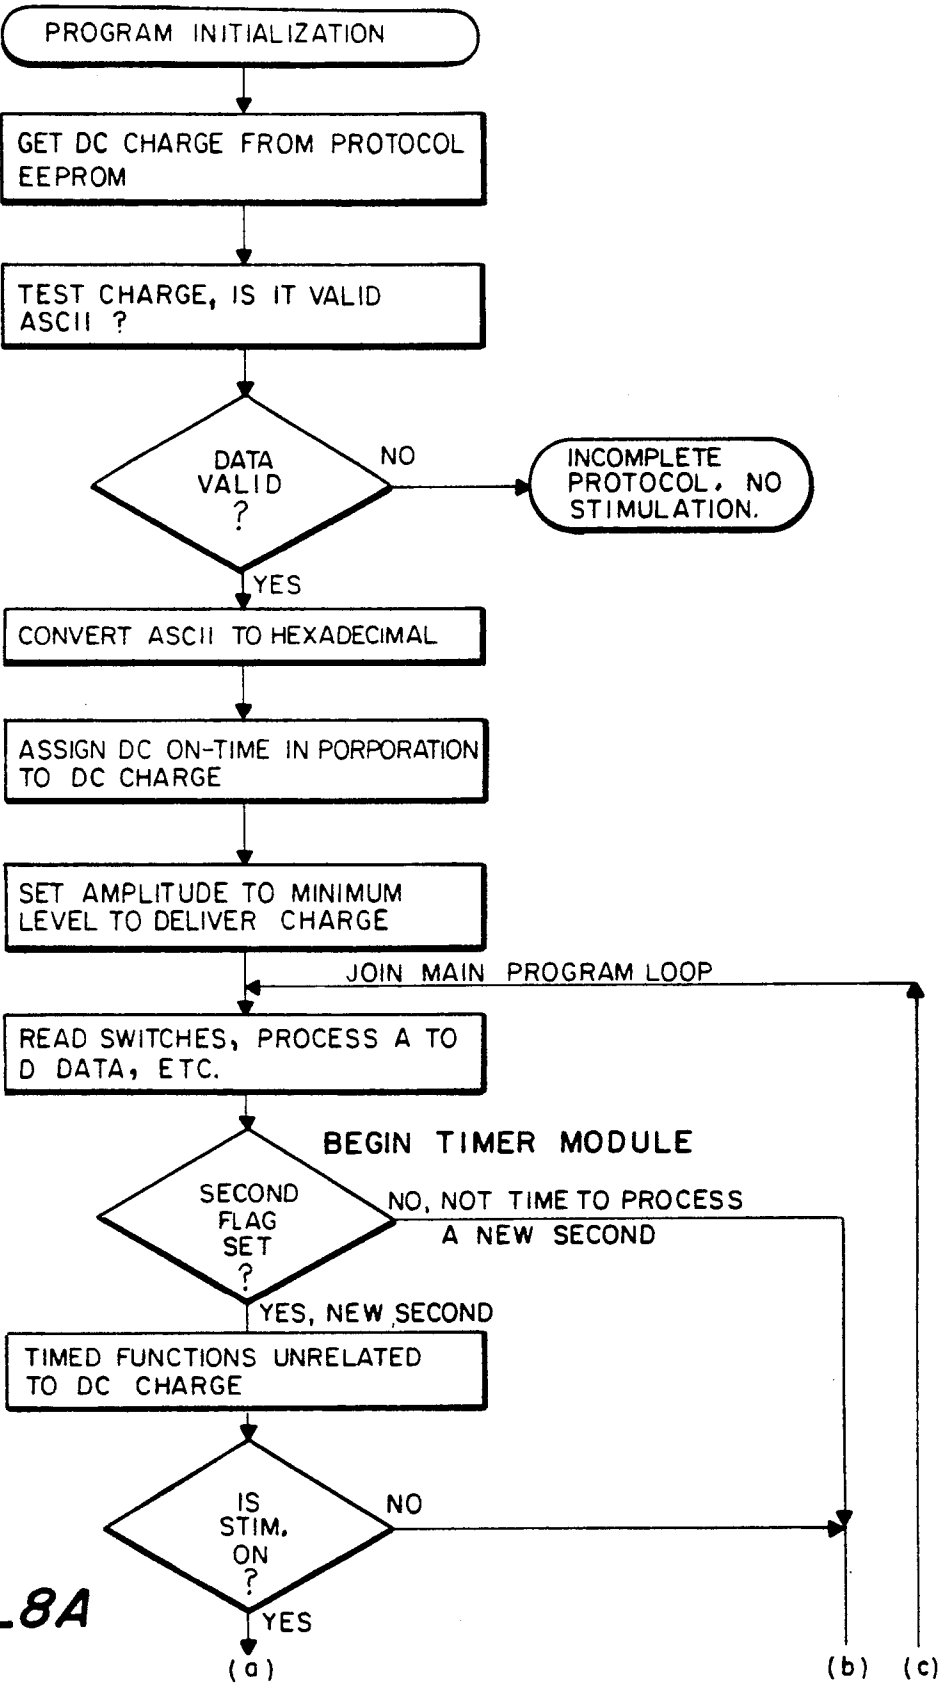 PROGRAM INITIALIZATION
GET DC CHARGE FROM PROTOCOL
EEPROM
TEST CHARGE, IS IT VALID
ASCII ?
DATA
VALID
?
NO
INCOMPLETE
PROTOCOL. NO
STIMULATION.
YES
CONVERT ASCII TO HEXADECIMAL
ASSIGN DC ON-TIME IN PORPORATION
TO DC CHARGE
SET AMPLITUDE TO MINIMUM
LEVEL TO DELIVER CHARGE
JOIN MAIN PROGRAM LOOP
READ SWITCHES, PROCESS A TO
D DATA, ETC.
BEGIN TIMER MODULE
SECOND
FLAG
SET
?
NO, NOT TIME TO PROCESS
A NEW SECOND
YES, NEW SECOND
TIMED FUNCTIONS UNRELATED
TO DC CHARGE
IS
STIM.
ON
?
NO
YES
8A
(a)
(b)
(c)